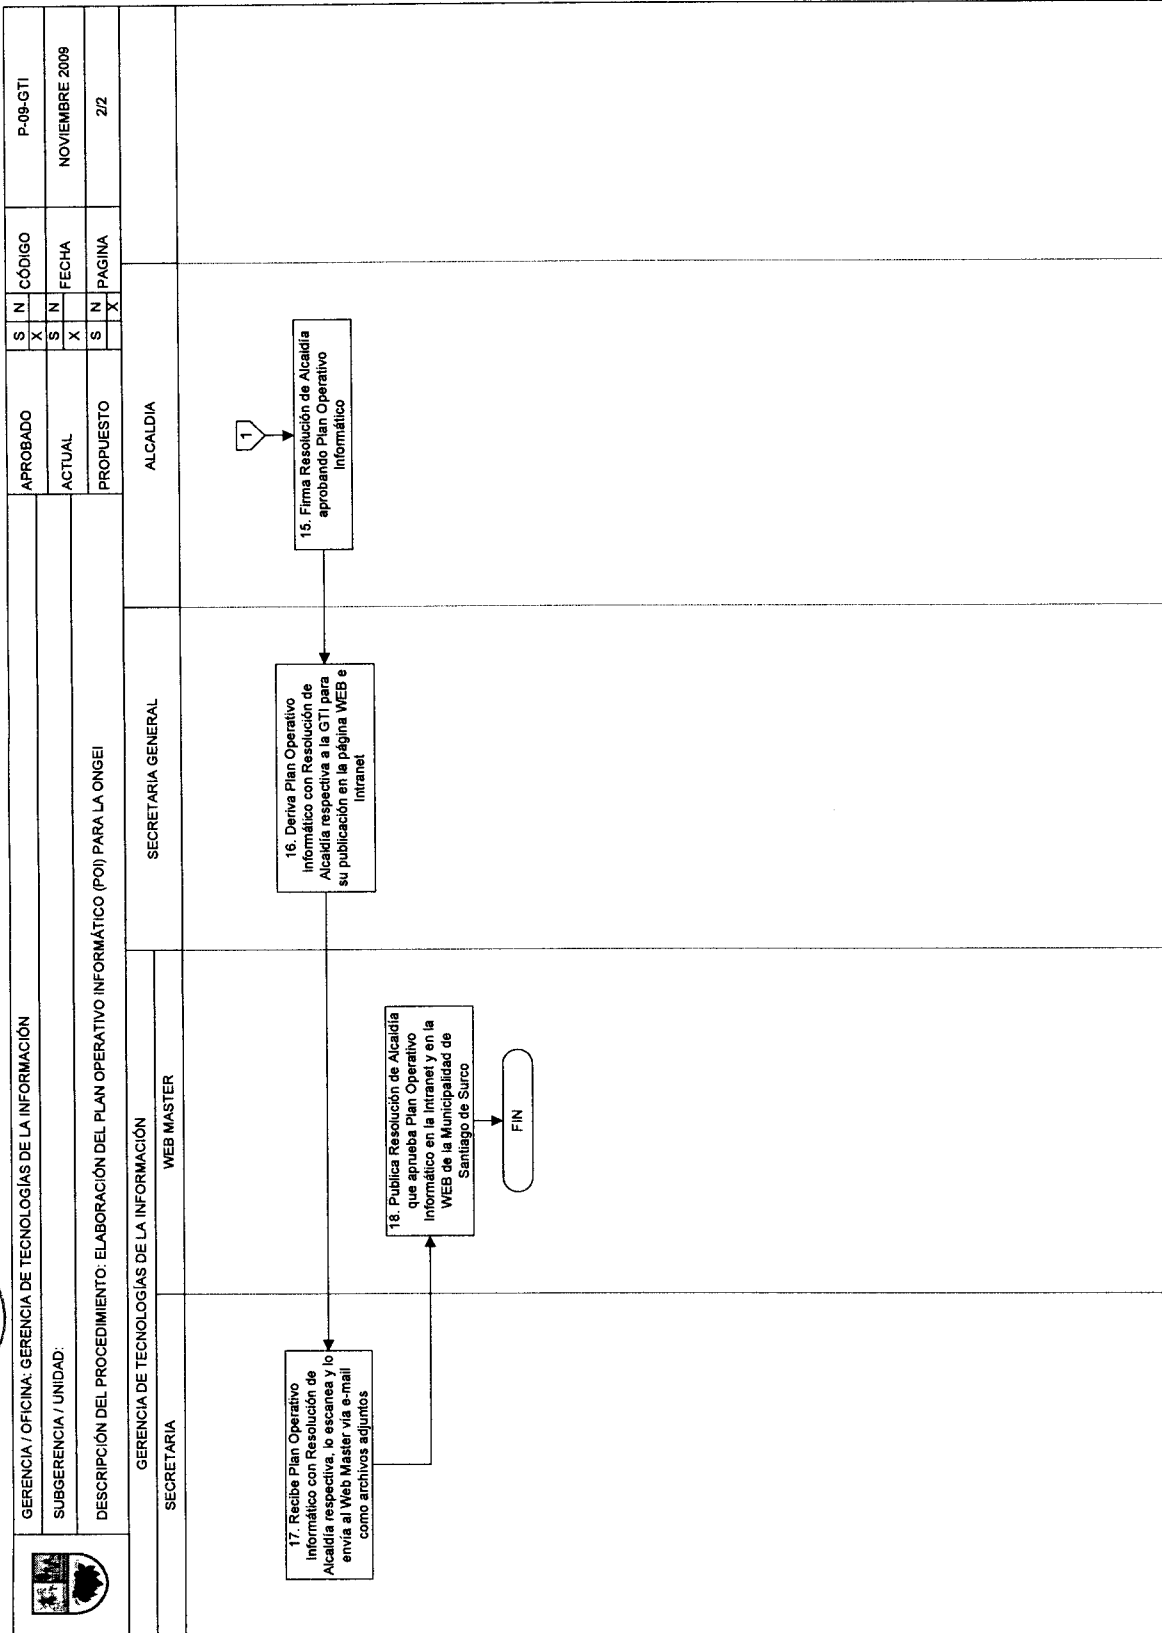 GERENCIA / OFICINA: GERENCIA DE TECNOLOGÍAS DE LA INFORMACIÓN
APROBADO
S N
X
CÓDIGO
P-09-GTI
SUBGERENCIA / UNIDAD:
ACTUAL
S N
X
FECHA
NOVIEMBRE 2009
DESCRIPCIÓN DEL PROCEDIMIENTO: ELABORACIÓN DEL PLAN OPERATIVO INFORMÁTICO (POI) PARA LA ONGEI
PROPUESTO
S N
X
PAGINA
2/2
GERENCIA DE TECNOLOGÍAS DE LA INFORMACIÓN
SECRETARIA
WEB MASTER
SECRETARIA GENERAL
ALCALDIA
1
15. Firma Resolución de Alcaldía
aprobando Plan Operativo
Informático
16. Deriva Plan Operativo
Informático con Resolución de
Alcaldía respectiva a la GTI para
su publicación en la página WEB e
Intranet
17. Recibe Plan Operativo
Informático con Resolución de
Alcaldía respectiva, lo escanea y lo
envía al Web Master vía e-mail
como archivos adjuntos
18. Publica Resolución de Alcaldía
que aprueba Plan Operativo
Informático en la Intranet y en la
WEB de la Municipalidad de
Santiago de Surco
FIN